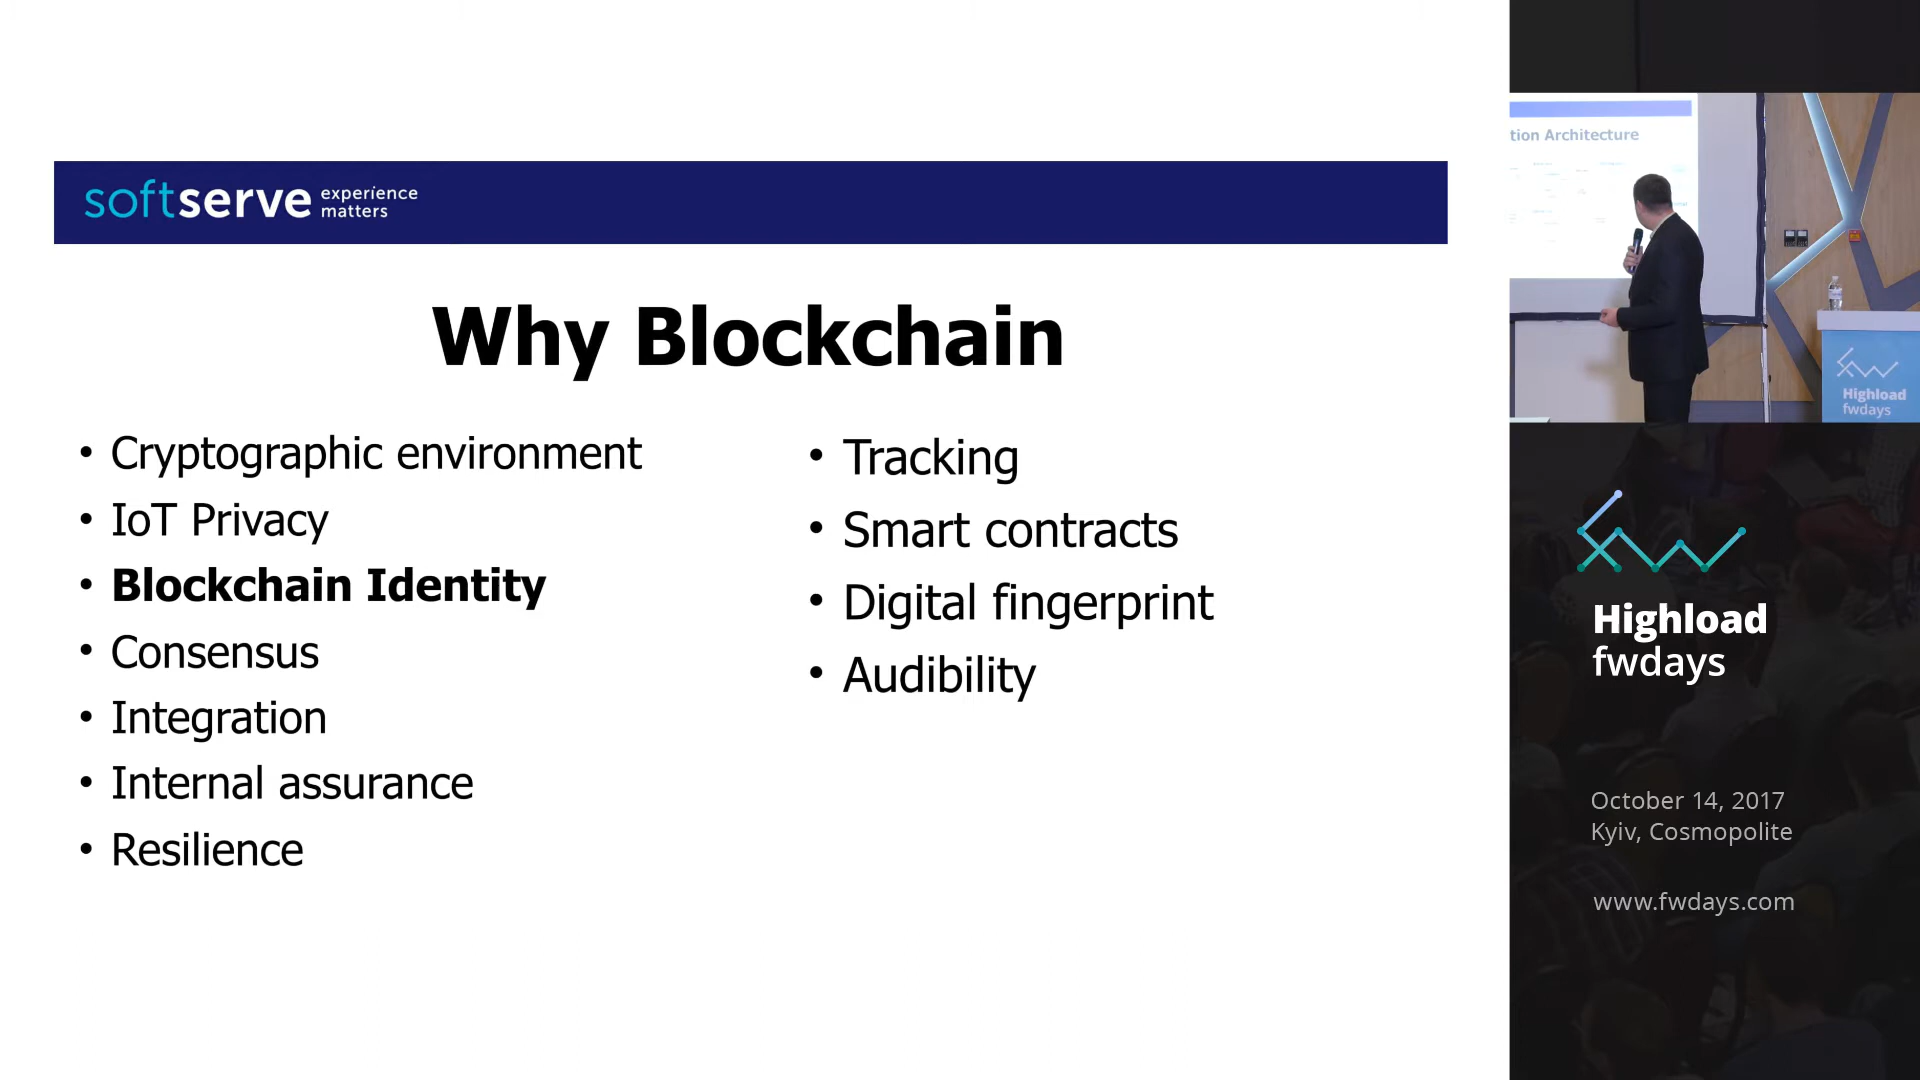 softserve experience matters
Why Blockchain
• Cryptographic environment
• IoT Privacy
• Blockchain Identity
• Consensus
• Integration
• Internal assurance
• Resilience
• Tracking
• Smart contracts
• Digital fingerprint
• Audibility
tion Architecture
Highload
fwdays
Highload
fwdays
October 14, 2017
Kyiv, Cosmopolite
www.fwdays.com